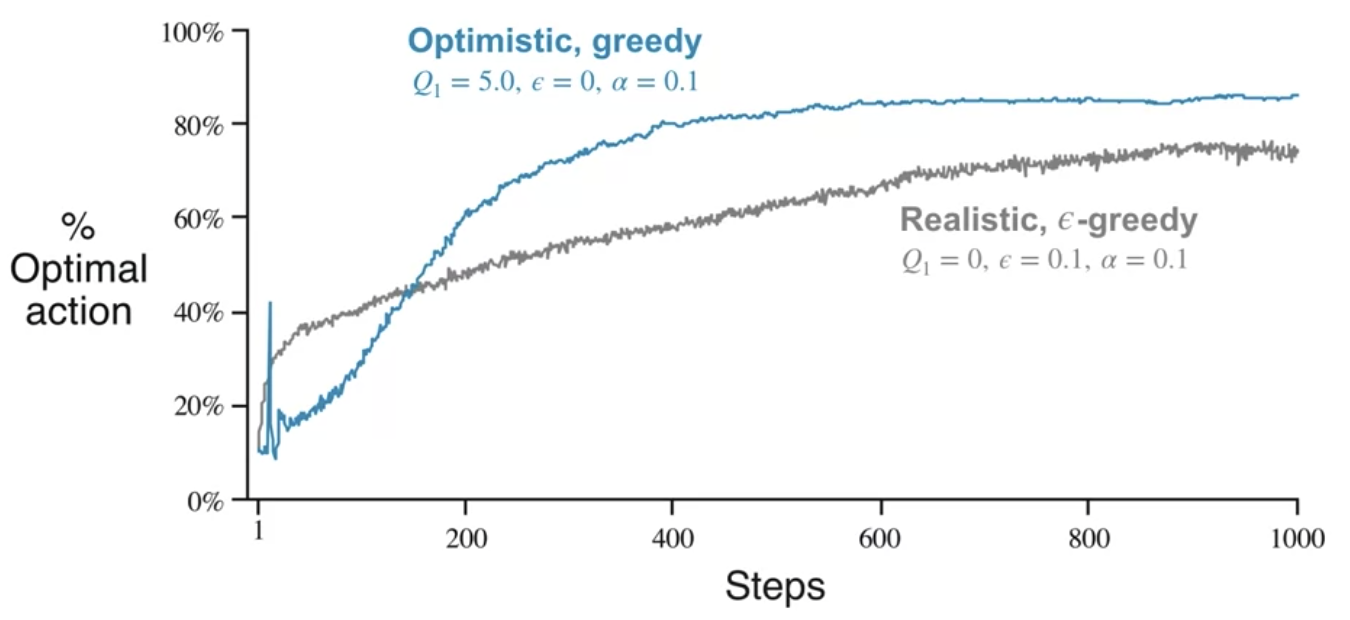 100%
80%
60%
40%
20%
0%
%
Optimal
action
Optimistic, greedy
Q₁ = 5.0, ϵ = 0, α = 0.1
Realistic, ϵ-greedy
Q₁ = 0, ϵ = 0.1, α = 0.1
1
200
400
600
800
1000
Steps